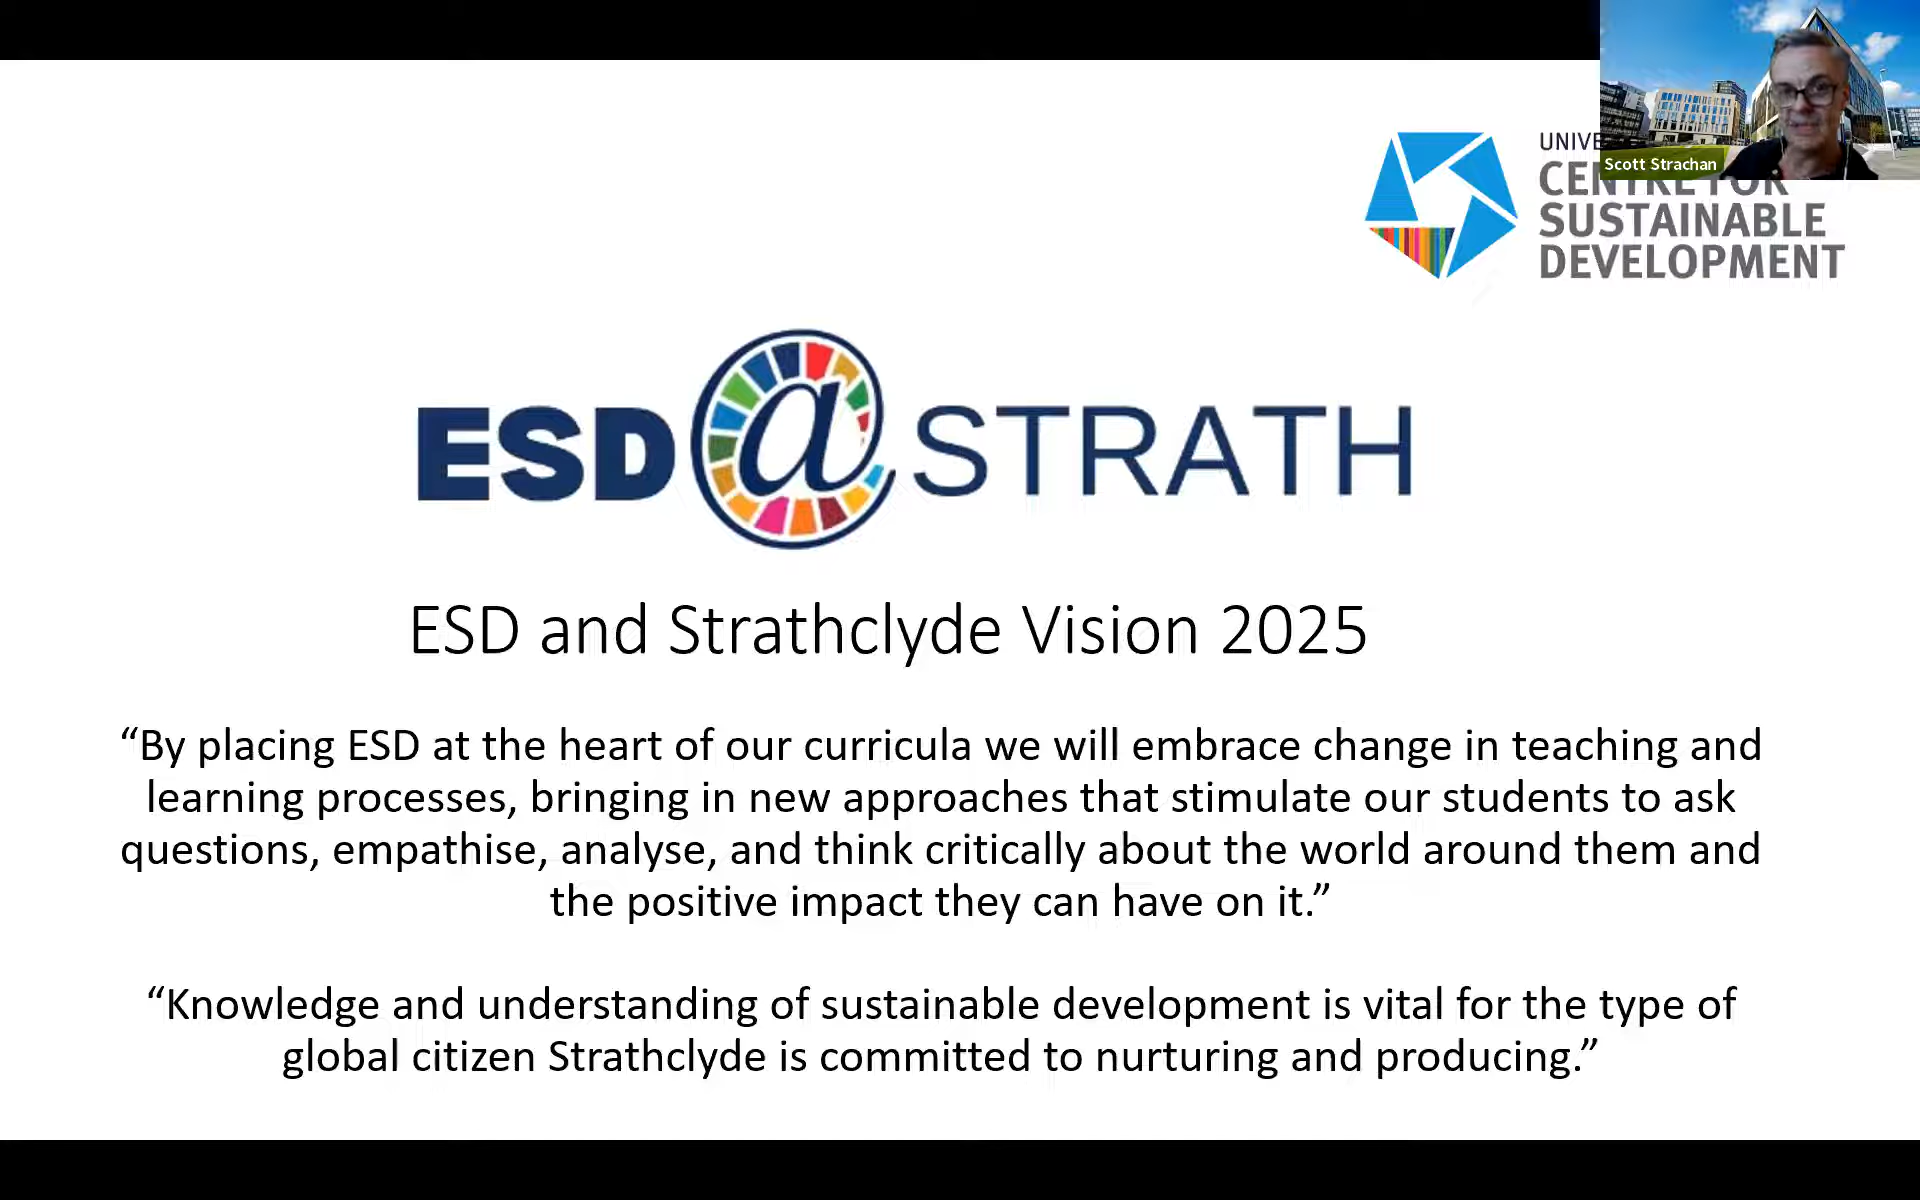 Scott Strachan
UNIVE
CENTRE FOR
SUSTAINABLE
DEVELOPMENT
ESD@STRATH
ESD and Strathclyde Vision 2025
“By placing ESD at the heart of our curricula we will embrace change in teaching and
learning processes, bringing in new approaches that stimulate our students to ask
questions, empathise, analyse, and think critically about the world around them and
the positive impact they can have on it.”
“Knowledge and understanding of sustainable development is vital for the type of
global citizen Strathclyde is committed to nurturing and producing.”